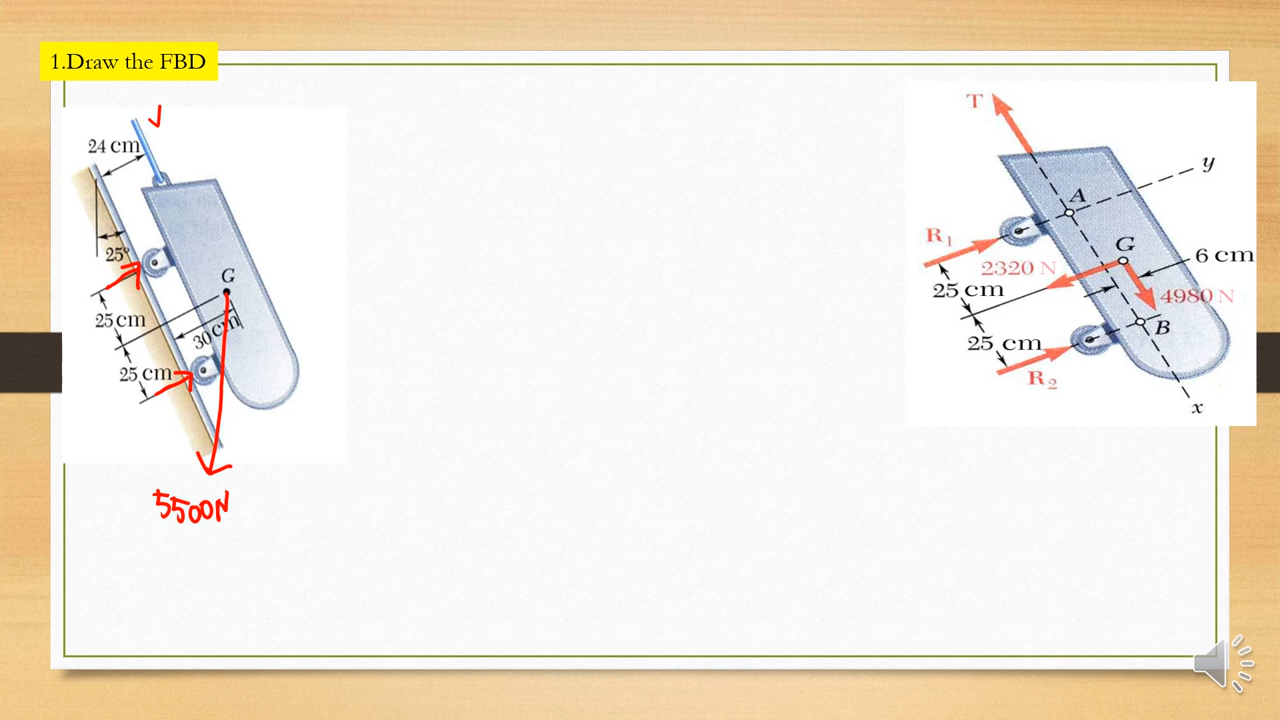 1.Draw the FBD
24 cm
25°
G
25 cm
30 cm
25 cm
5500N
T
y
A
R1
G
2320 N
6 cm
25 cm
4980 N
B
25 cm
R2
x